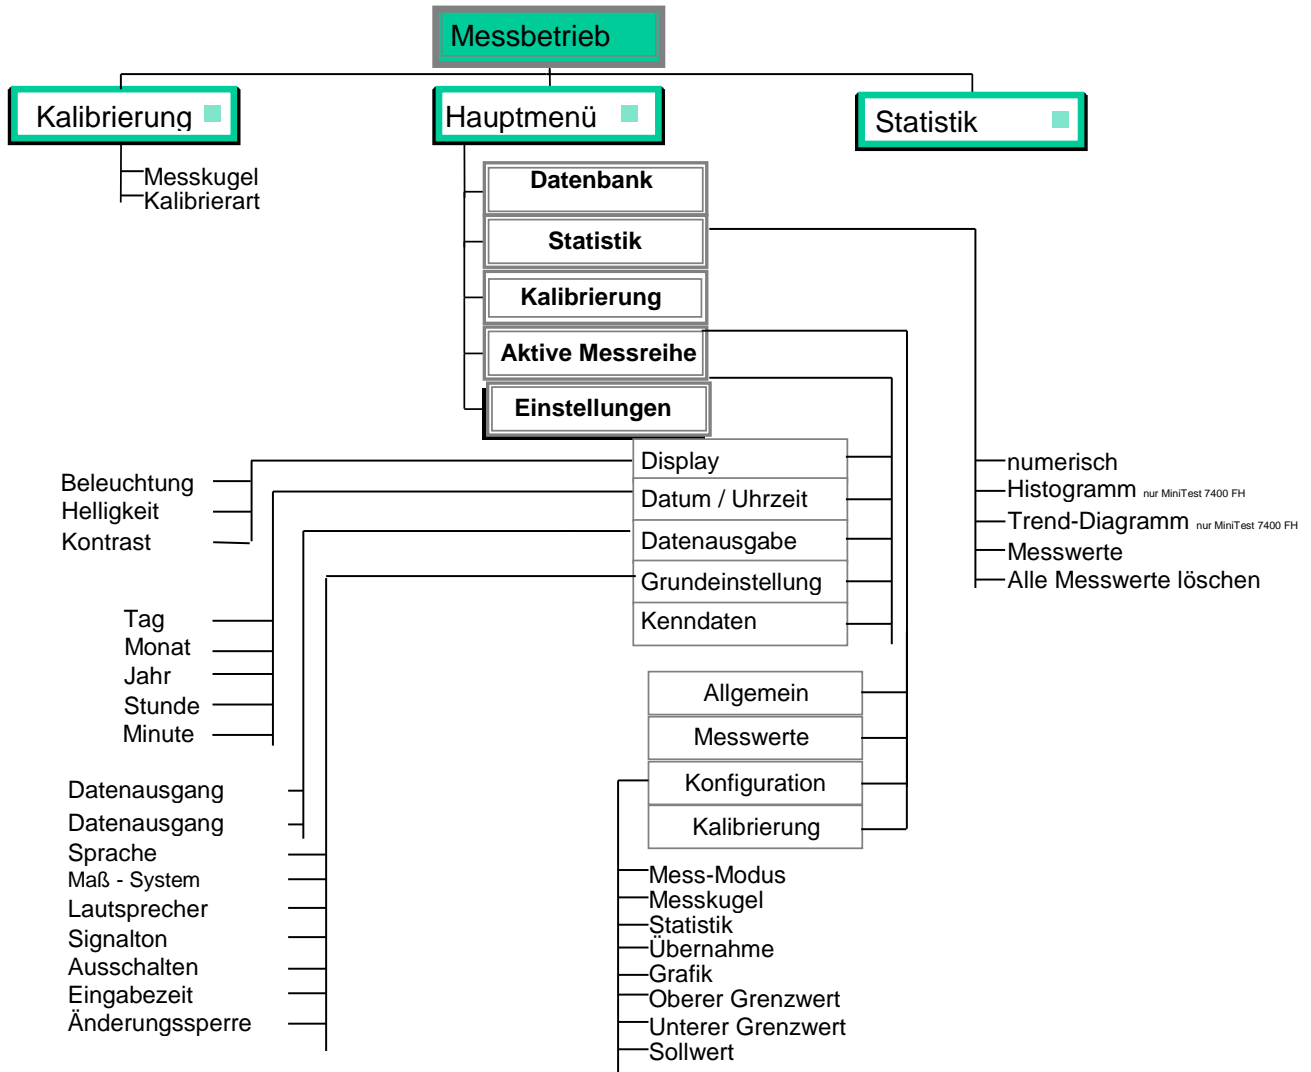 Messbetrieb
Kalibrierung
Hauptmenü
Statistik
Messkugel
Kalibrierart
Datenbank
Statistik
Kalibrierung
Aktive Messreihe
Einstellungen
Display
Datum / Uhrzeit
Datenausgabe
Grundeinstellung
Kenndaten
numerisch
Histogramm nur MiniTest 7400 FH
Trend-Diagramm nur MiniTest 7400 FH
Messwerte
Alle Messwerte löschen
Beleuchtung
Helligkeit
Kontrast
Tag
Monat
Jahr
Stunde
Minute
Datenausgang
Datenausgang
Sprache
Maß - System
Lautsprecher
Signalton
Ausschalten
Eingabezeit
Änderungssperre
Allgemein
Messwerte
Konfiguration
Kalibrierung
Mess-Modus
Messkugel
Statistik
Übernahme
Grafik
Oberer Grenzwert
Unterer Grenzwert
Sollwert